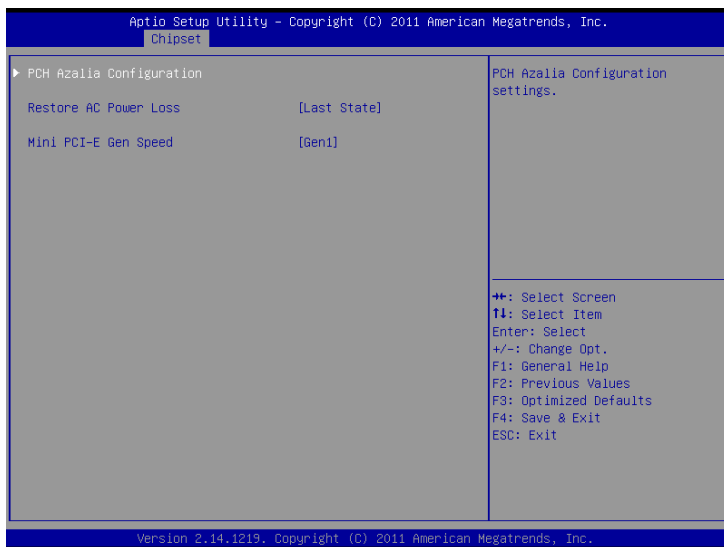 Aptio Setup Utility – Copyright (C) 2011 American Megatrends, Inc.
Chipset
▶ PCH Azalia Configuration
Restore AC Power Loss [Last State]
Mini PCI-E Gen Speed [Gen1]
PCH Azalia Configuration
settings.
→←: Select Screen
↑↓: Select Item
Enter: Select
+/-: Change Opt.
F1: General Help
F2: Previous Values
F3: Optimized Defaults
F4: Save & Exit
ESC: Exit
Version 2.14.1219. Copyright (C) 2011 American Megatrends, Inc.